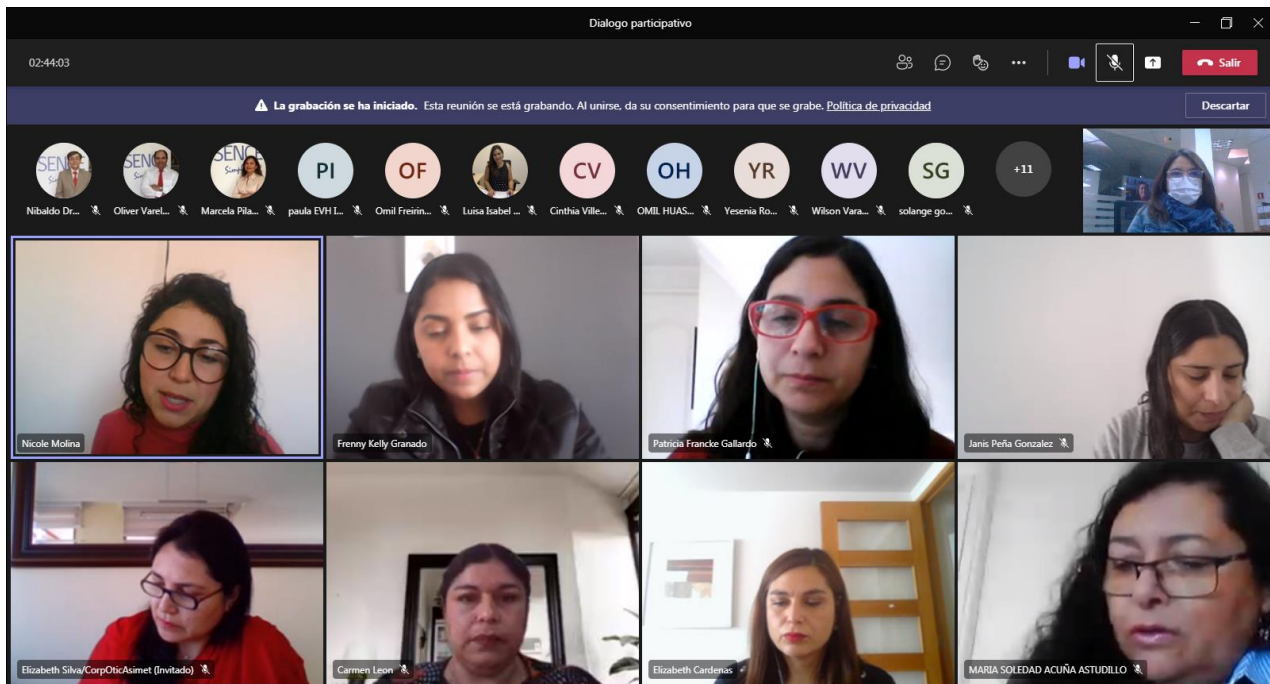 Dialogo participativo
02:44:03
Salir
La grabación se ha iniciado. Esta reunión se está grabando. Al unirse, da su consentimiento para que se grabe. Política de privacidad
Descartar
SENCE
SENCE
SENCE
PI
OF
CV
OH
YR
WV
SG
+11
Nibaldo Dr...
Oliver Varel...
Marcela Pila...
paula EVH I...
Omil Freirin...
Luisa Isabel ...
Cinthia Ville...
OMIL HUAS...
Yesenia Ro...
Wilson Vara...
solange go...
Nicole Molina
Frenny Kelly Granado
Patricia Francke Gallardo
Janis Peña Gonzalez
Elizabeth Silva/CorpOticAsimet (Invitado)
Carmen Leon
Elizabeth Cardenas
MARIA SOLEDAD ACUÑA ASTUDILLO